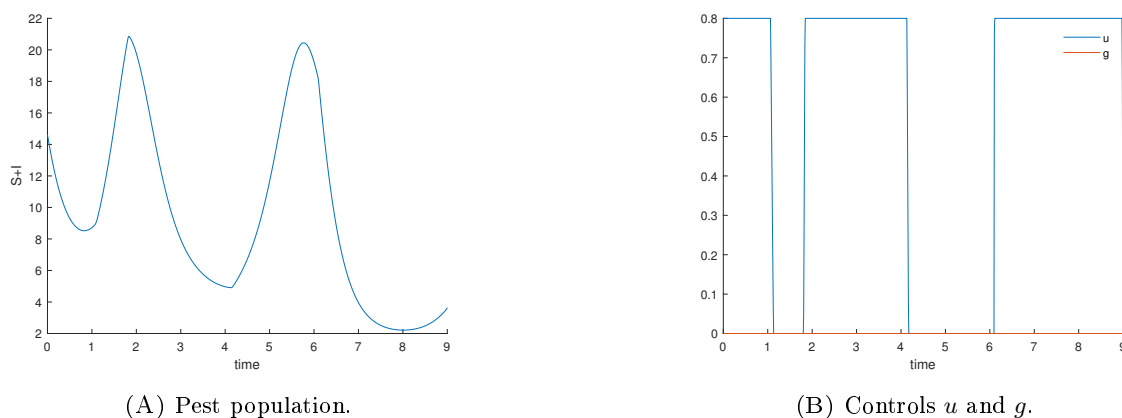 22
20
18
16
14
12
10
8
6
4
2
S+I
0 1 2 3 4 5 6 7 8 9
time
(A) Pest population.
0.8
0.7
0.6
0.5
0.4
0.3
0.2
0.1
0
u
g
0 1 2 3 4 5 6 7 8 9
time
(B) Controls u and g.